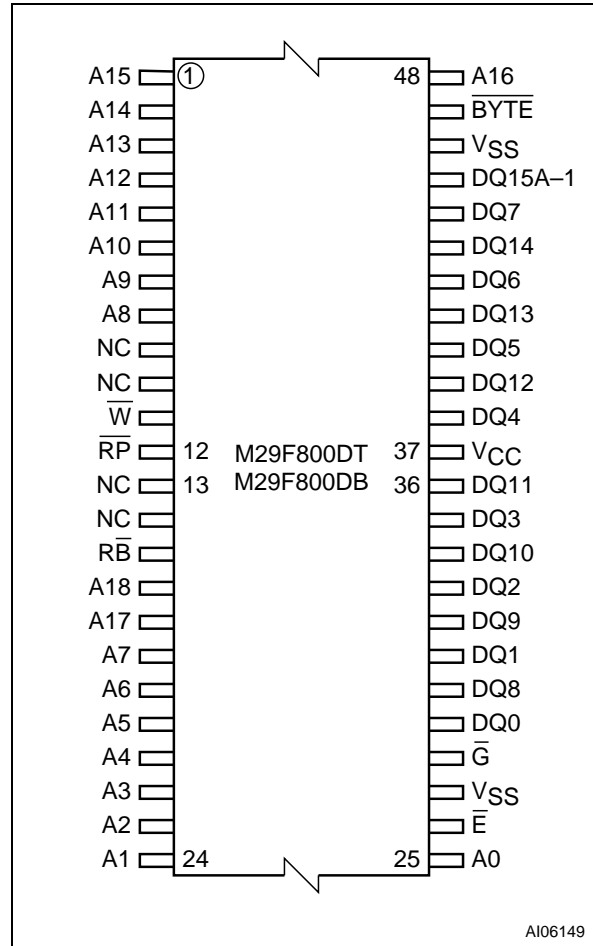 A15 ① 48 A16
A14 B̅Y̅T̅E̅
A13 VSS
A12 DQ15A–1
A11 DQ7
A10 DQ14
A9 DQ6
A8 DQ13
NC DQ5
NC DQ12
W̅ DQ4
R̅P̅ 12 M29F800DT 37 VCC
NC 13 M29F800DB 36 DQ11
NC DQ3
RB̅ DQ10
A18 DQ2
A17 DQ9
A7 DQ1
A6 DQ8
A5 DQ0
A4 G̅
A3 VSS
A2 E̅
A1 24 25 A0
AI06149